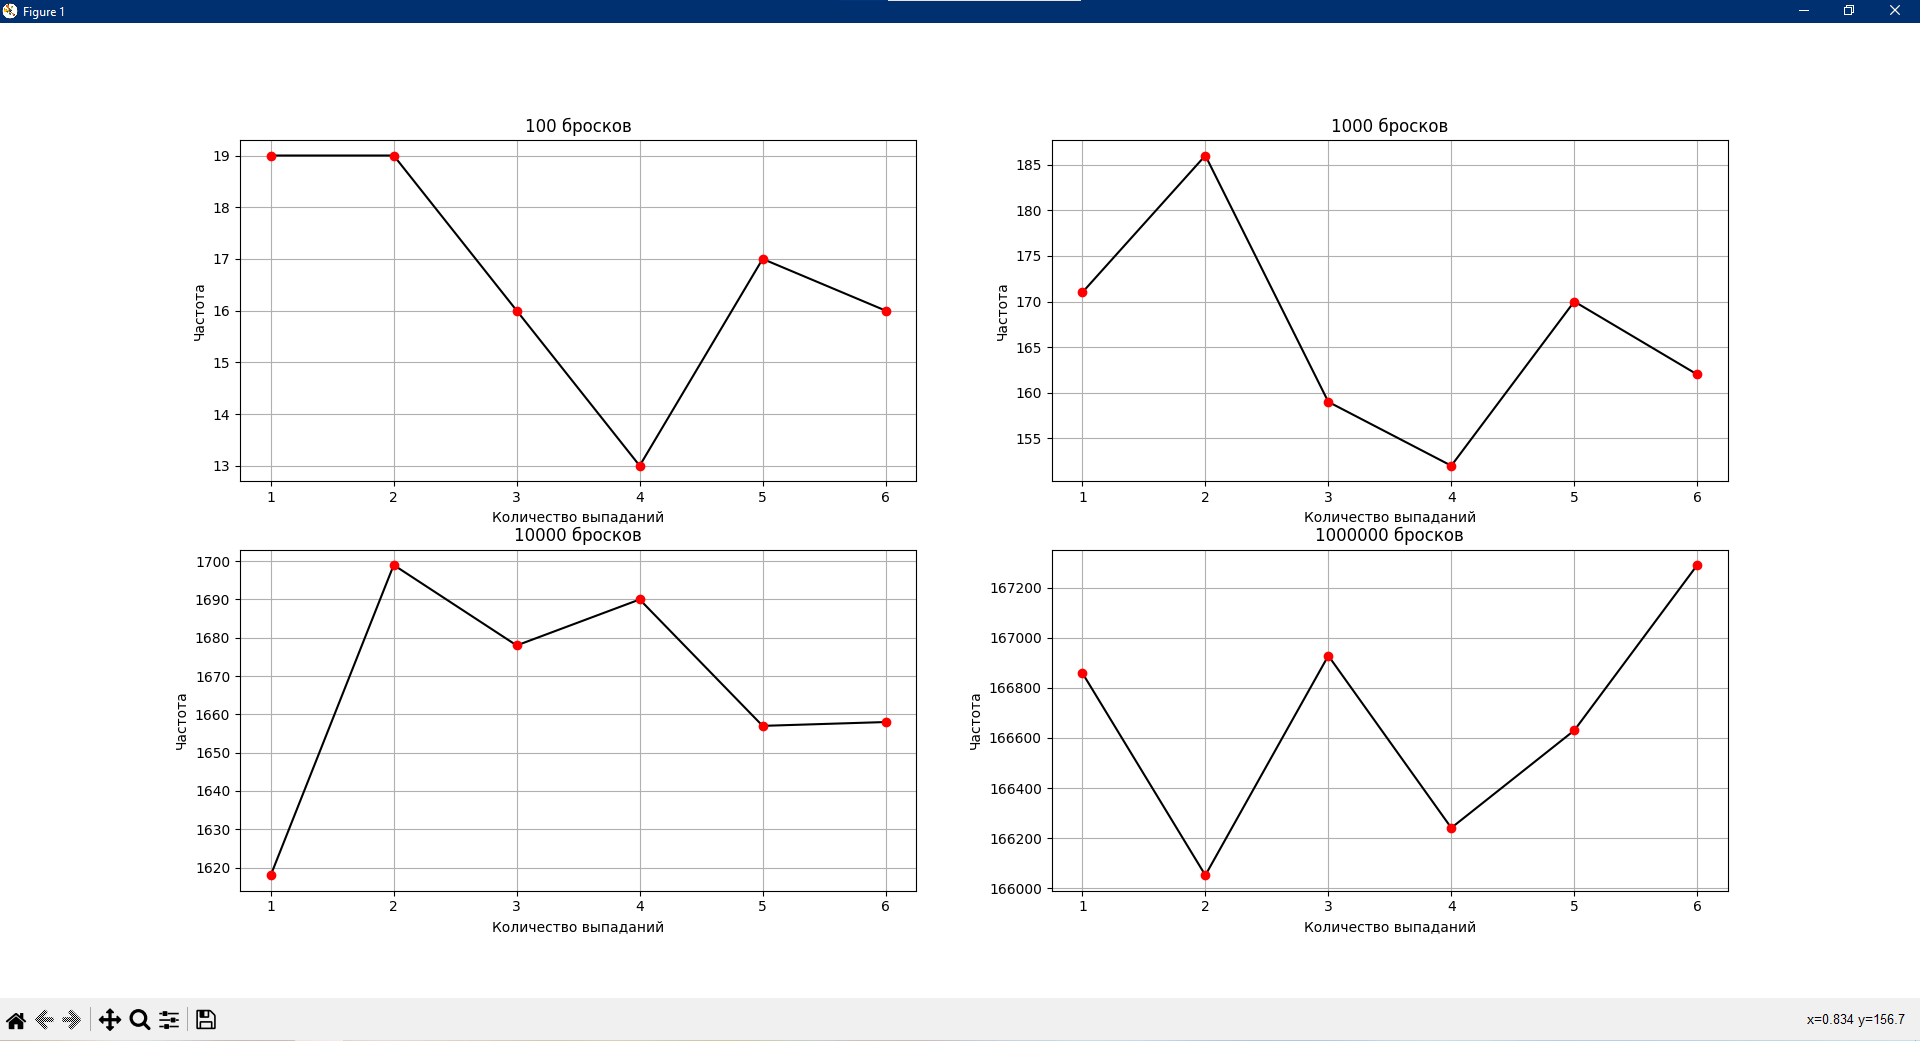 Figure 1
100 бросков
19
18
17
16
15
14
13
Частота
1 2 3 4 5 6
Количество выпаданий
1000 бросков
185
180
175
170
165
160
155
Частота
1 2 3 4 5 6
Количество выпаданий
10000 бросков
1700
1690
1680
1670
1660
1650
1640
1630
1620
Частота
1 2 3 4 5 6
Количество выпаданий
1000000 бросков
167200
167000
166800
166600
166400
166200
166000
Частота
1 2 3 4 5 6
Количество выпаданий
x=0.834 y=156.7